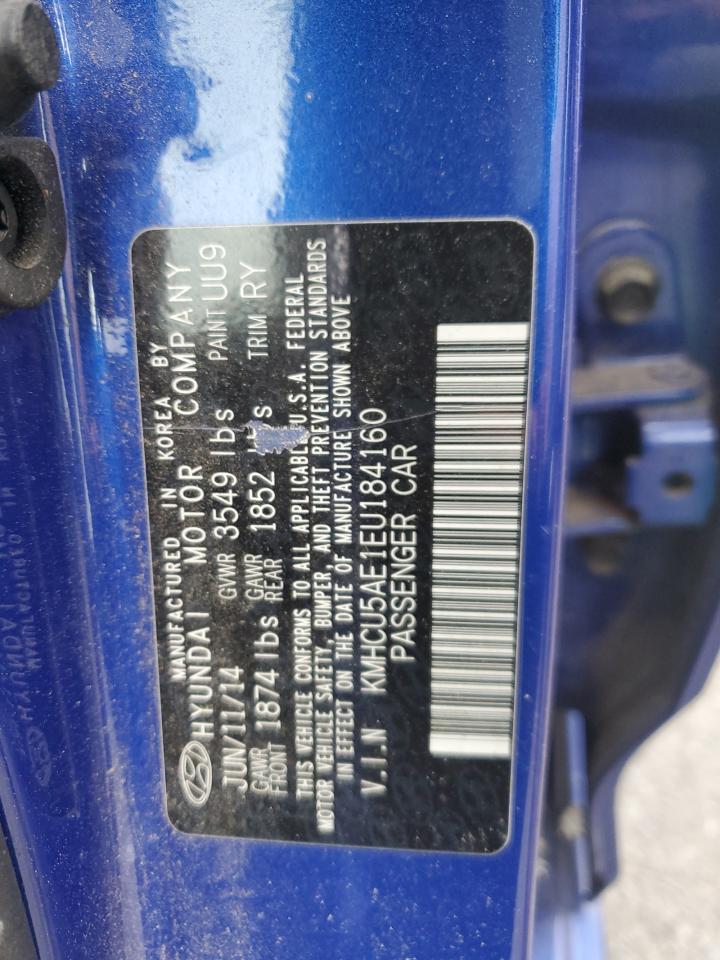 MANUFACTURED IN KOREA BY
HYUNDAI MOTOR COMPANY
JUN/11/14 GVWR 3549 lbs PAINT UU9
GAWR FRONT 1874 lbs GAWR REAR 1852 TRIM RY
THIS VEHICLE CONFORMS TO ALL APPLICABLE U.S.A. FEDERAL
MOTOR VEHICLE SAFETY, BUMPER, AND THEFT PREVENTION STANDARDS
IN EFFECT ON THE DATE OF MANUFACTURE SHOWN ABOVE
V.I.N KMHCU5AE1EU184160
PASSENGER CAR